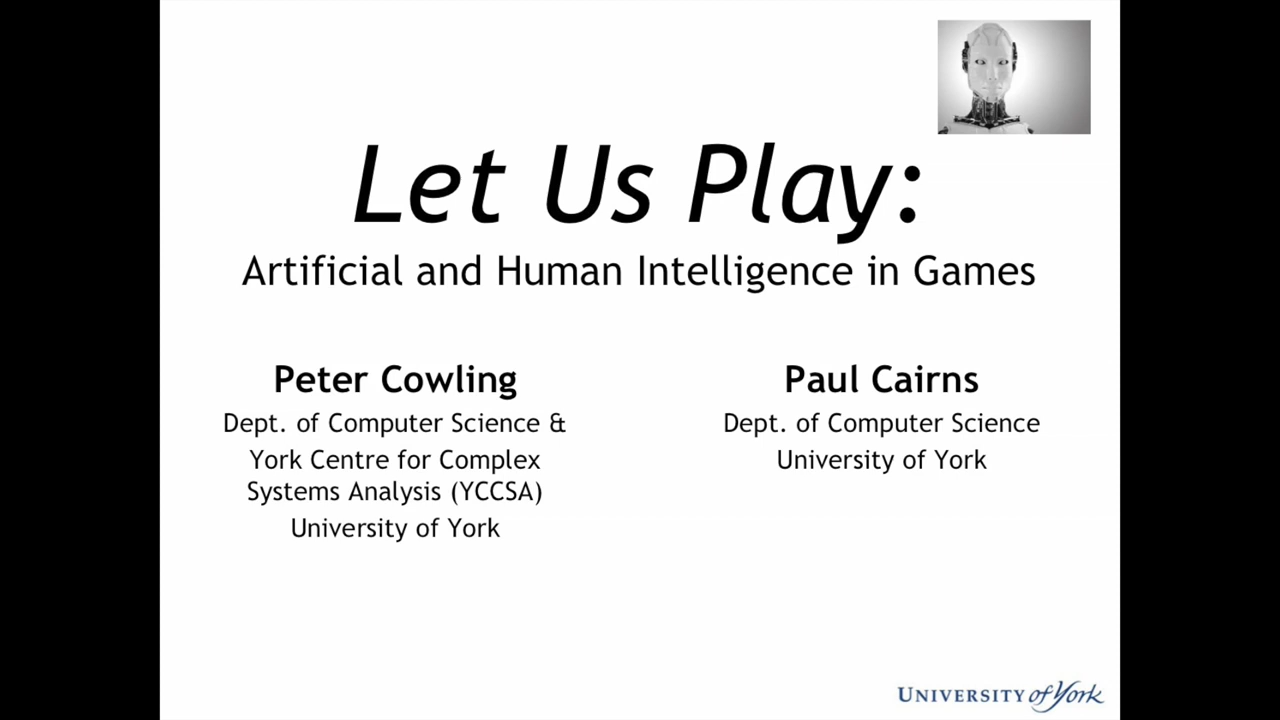 Let Us Play:
Artificial and Human Intelligence in Games
Peter Cowling
Dept. of Computer Science &
York Centre for Complex
Systems Analysis (YCCSA)
University of York
Paul Cairns
Dept. of Computer Science
University of York
UNIVERSITY of York